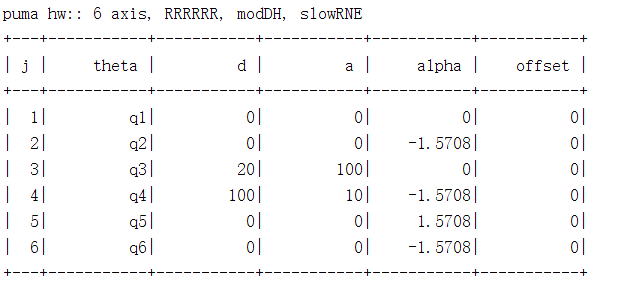 puma hw:: 6 axis, RRRRRR, modDH, slowRNE
+---+-----------+-----------+-----------+-----------+-----------+
| j |     theta |         d |         a |     alpha |    offset |
+---+-----------+-----------+-----------+-----------+-----------+
|  1|         q1|          0|          0|          0|          0|
|  2|         q2|          0|          0|    -1.5708|          0|
|  3|         q3|         20|        100|          0|          0|
|  4|         q4|        100|         10|    -1.5708|          0|
|  5|         q5|          0|          0|     1.5708|          0|
|  6|         q6|          0|          0|    -1.5708|          0|
+---+-----------+-----------+-----------+-----------+-----------+